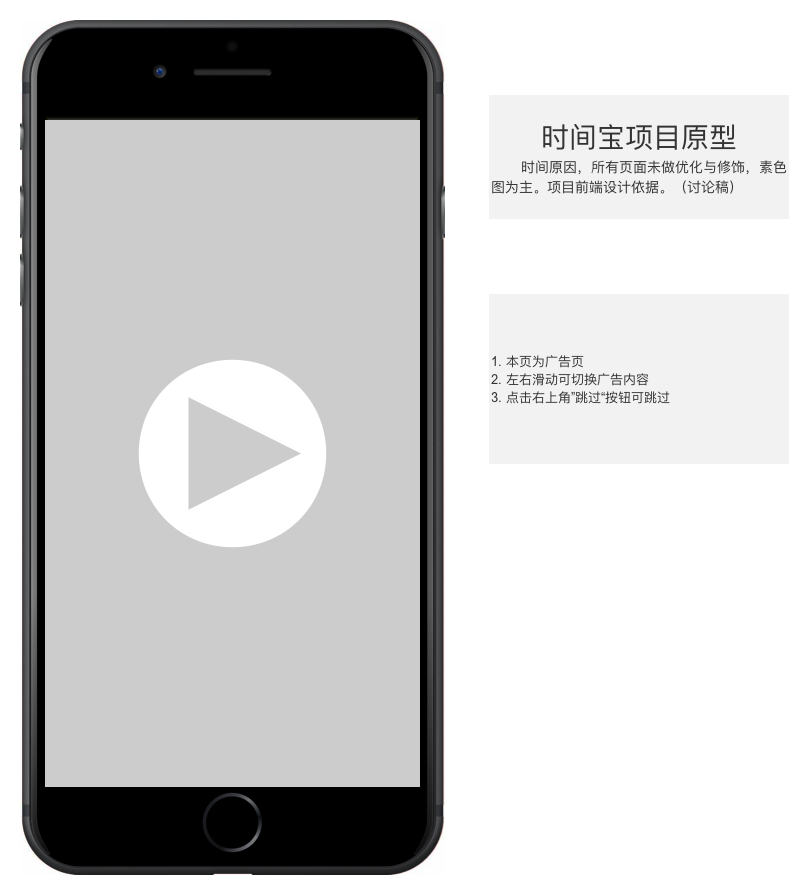 时间宝项目原型
时间原因，所有页面未做优化与修饰，素色
图为主。项目前端设计依据。（讨论稿）
1. 本页为广告页
2. 左右滑动可切换广告内容
3. 点击右上角”跳过“按钮可跳过